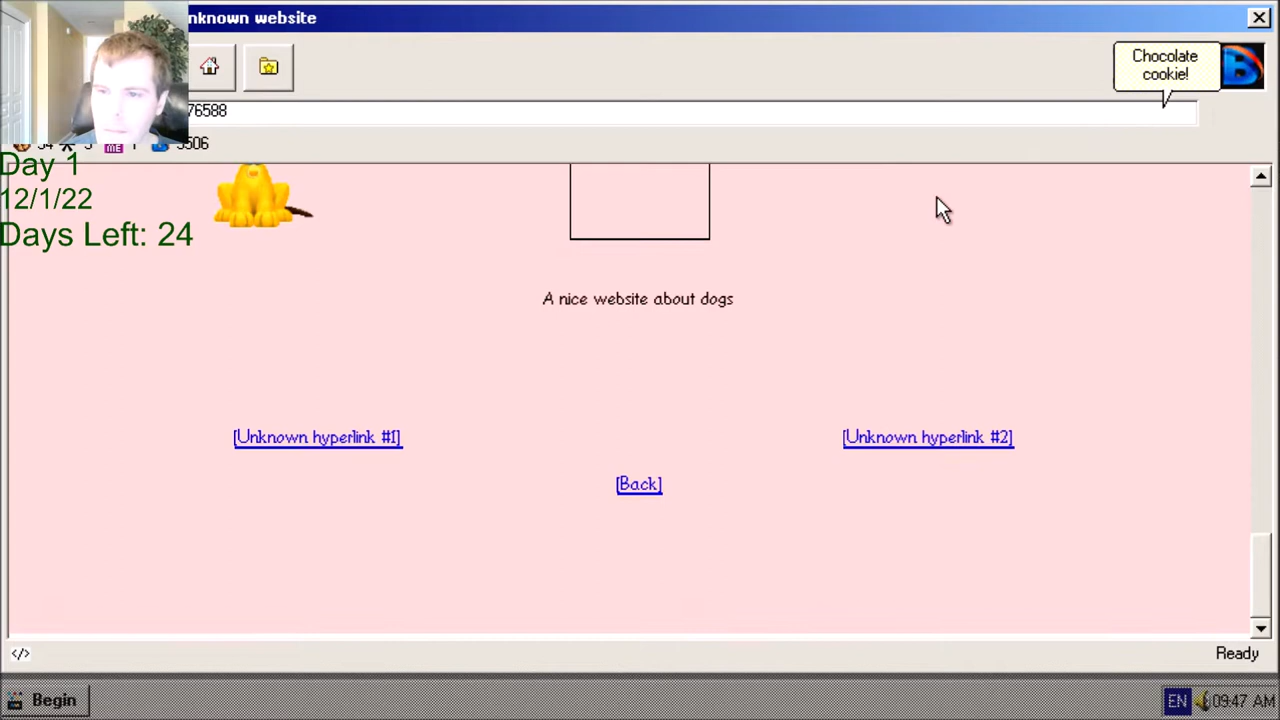 nknown website
Chocolate
cookie!
76588
Day 1
12/1/22
Days Left: 24
A nice website about dogs
[Unknown hyperlink #1]
[Unknown hyperlink #2]
[Back]
</>
Ready
Begin
EN
09:47 AM